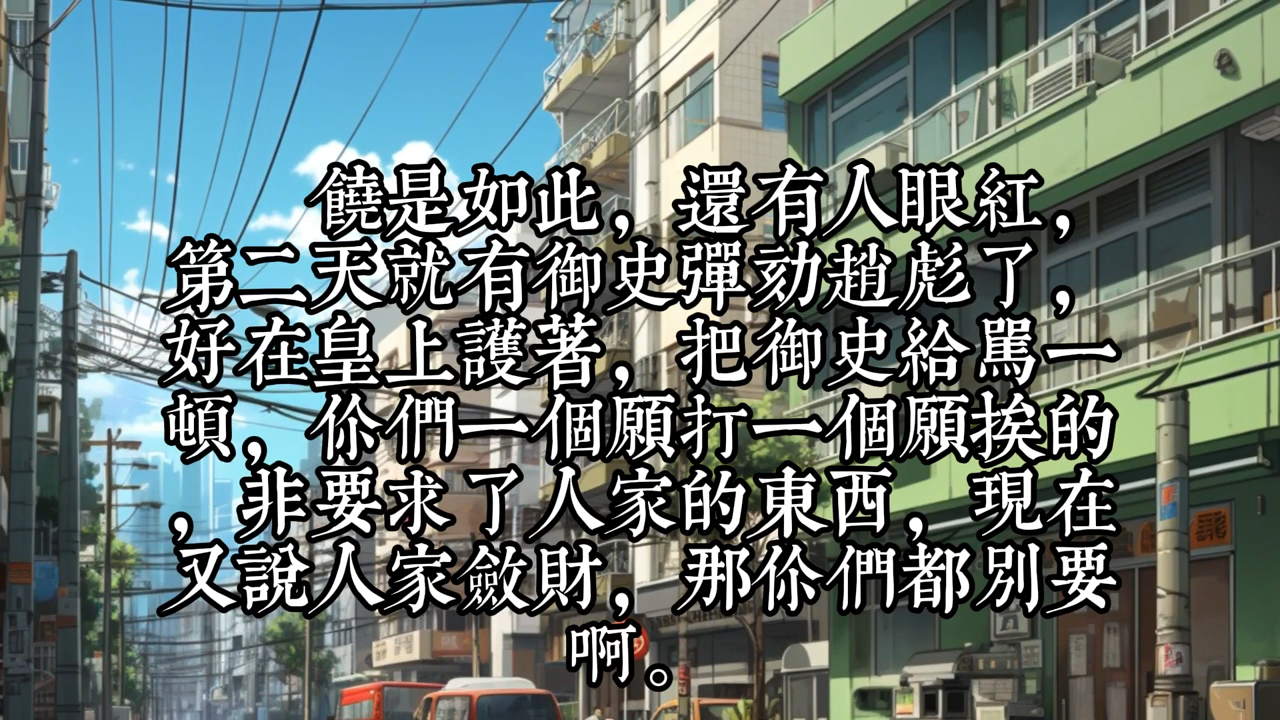 饒是如此，還有人眼紅，
第二天就有御史彈劾趙彪了，
好在皇上護著，把御史給罵一
頓，你們一個願打一個願挨的
，非要求了人家的東西，現在
又說人家斂財，那你們都別要
啊。